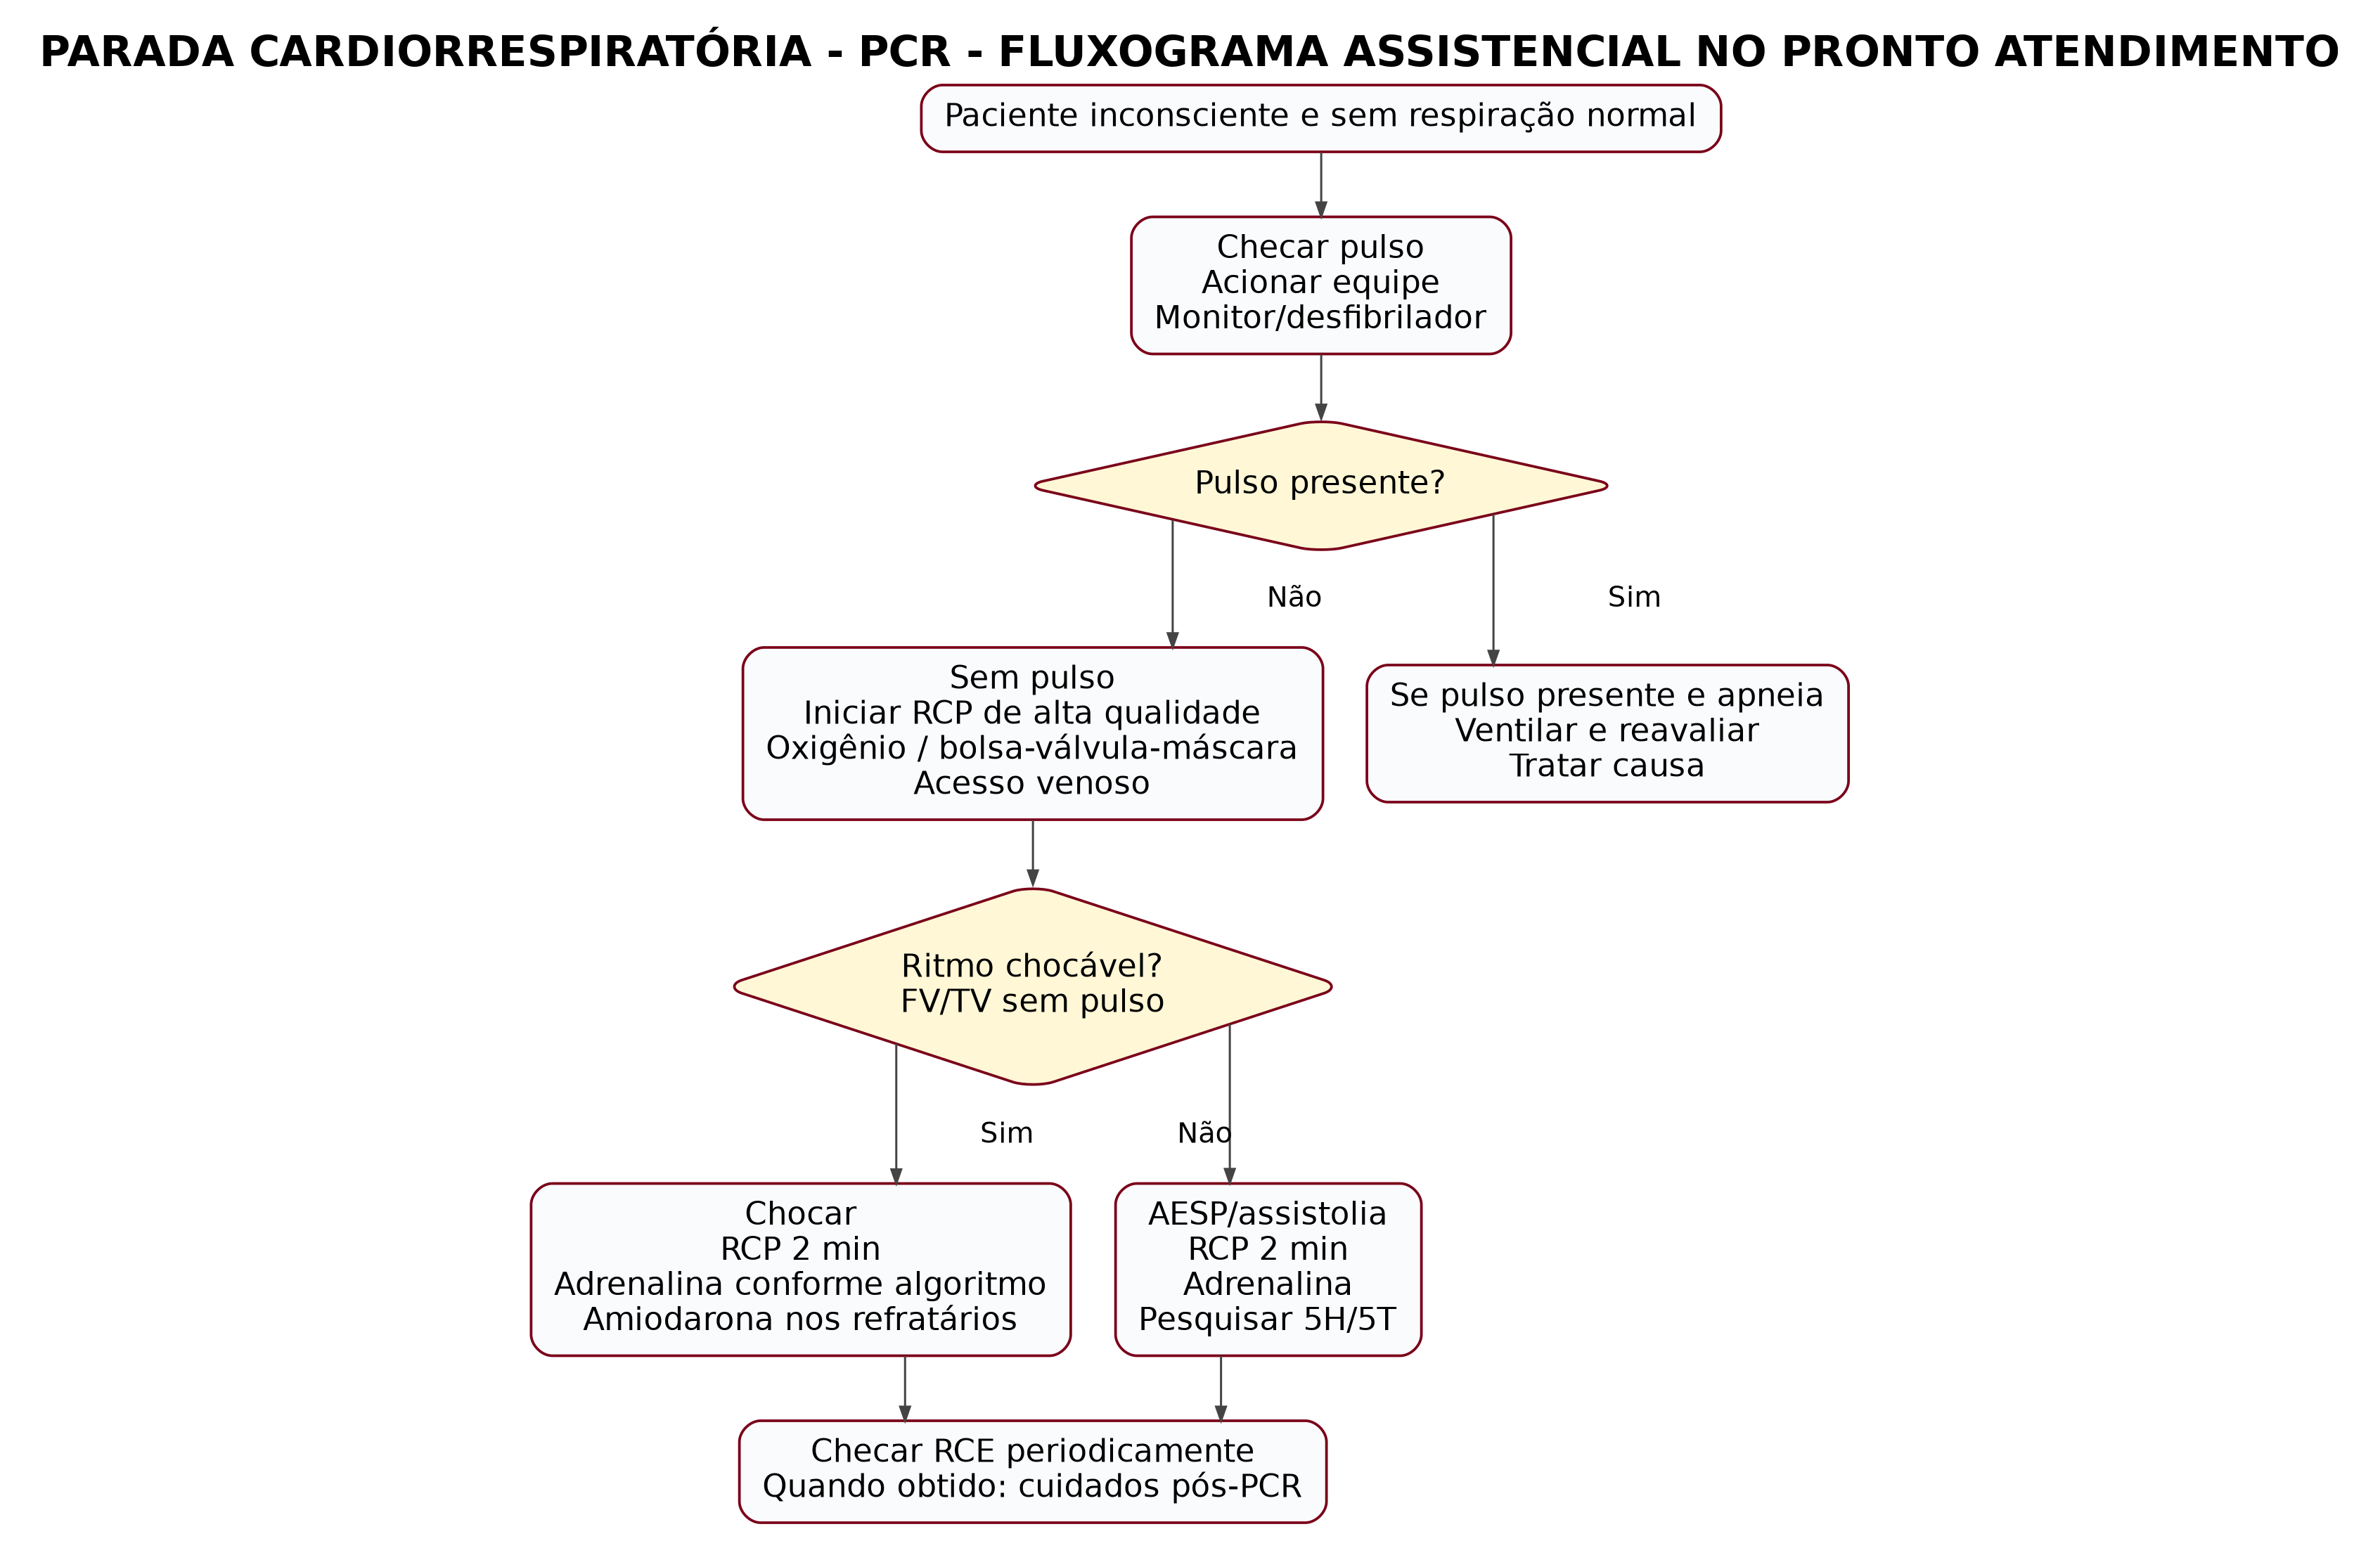 PARADA CARDIORRESPIRATÓRIA - PCR - FLUXOGRAMA ASSISTENCIAL NO PRONTO ATENDIMENTO
Paciente inconsciente e sem respiração normal
Checar pulso
Acionar equipe
Monitor/desfibrilador
Pulso presente?
Não
Sim
Sem pulso
Iniciar RCP de alta qualidade
Oxigênio / bolsa-válvula-máscara
Acesso venoso
Se pulso presente e apneia
Ventilar e reavaliar
Tratar causa
Ritmo chocável?
FV/TV sem pulso
Sim
Não
Chocar
RCP 2 min
Adrenalina conforme algoritmo
Amiodarona nos refratários
AESP/assistolia
RCP 2 min
Adrenalina
Pesquisar 5H/5T
Checar RCE periodicamente
Quando obtido: cuidados pós-PCR